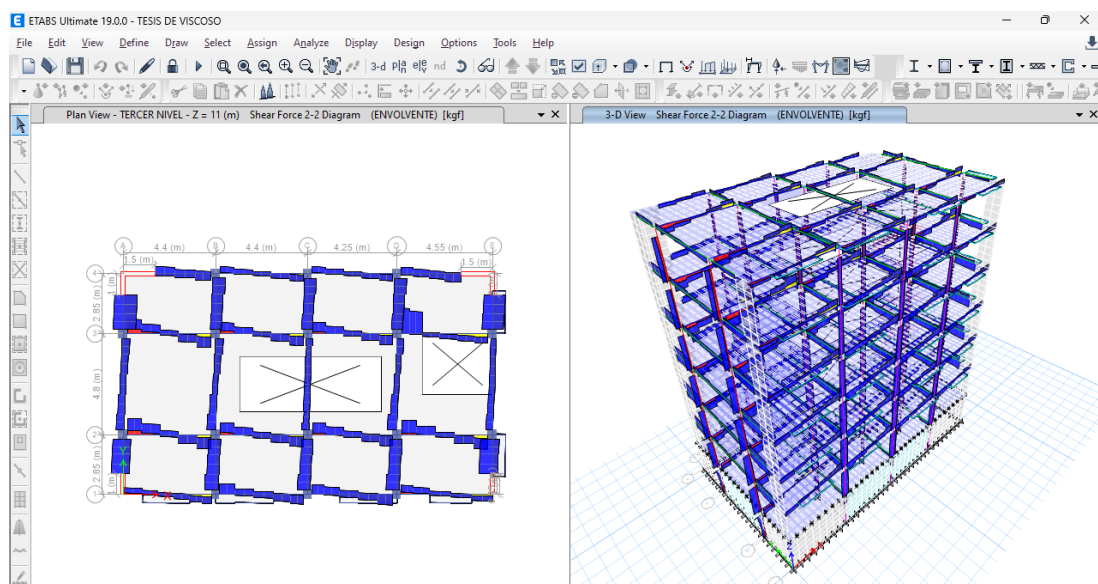 ETABS Ultimate 19.0.0 - TESIS DE VISCOSO
File Edit View Define Draw Select Assign Analyze Display Design Options Tools Help
3-d
nd
Plan View - TERCER NIVEL - Z = 11 (m) Shear Force 2-2 Diagram (ENVOLVENTE) [kgf]
3-D View Shear Force 2-2 Diagram (ENVOLVENTE) [kgf]
A B C D E
4.4 (m) 4.4 (m) 4.25 (m) 4.55 (m)
1.5 (m) 1.5 (m)
4
2.85 (m)
3
4.8 (m)
2
2.85 (m)
1
Y
X
Z